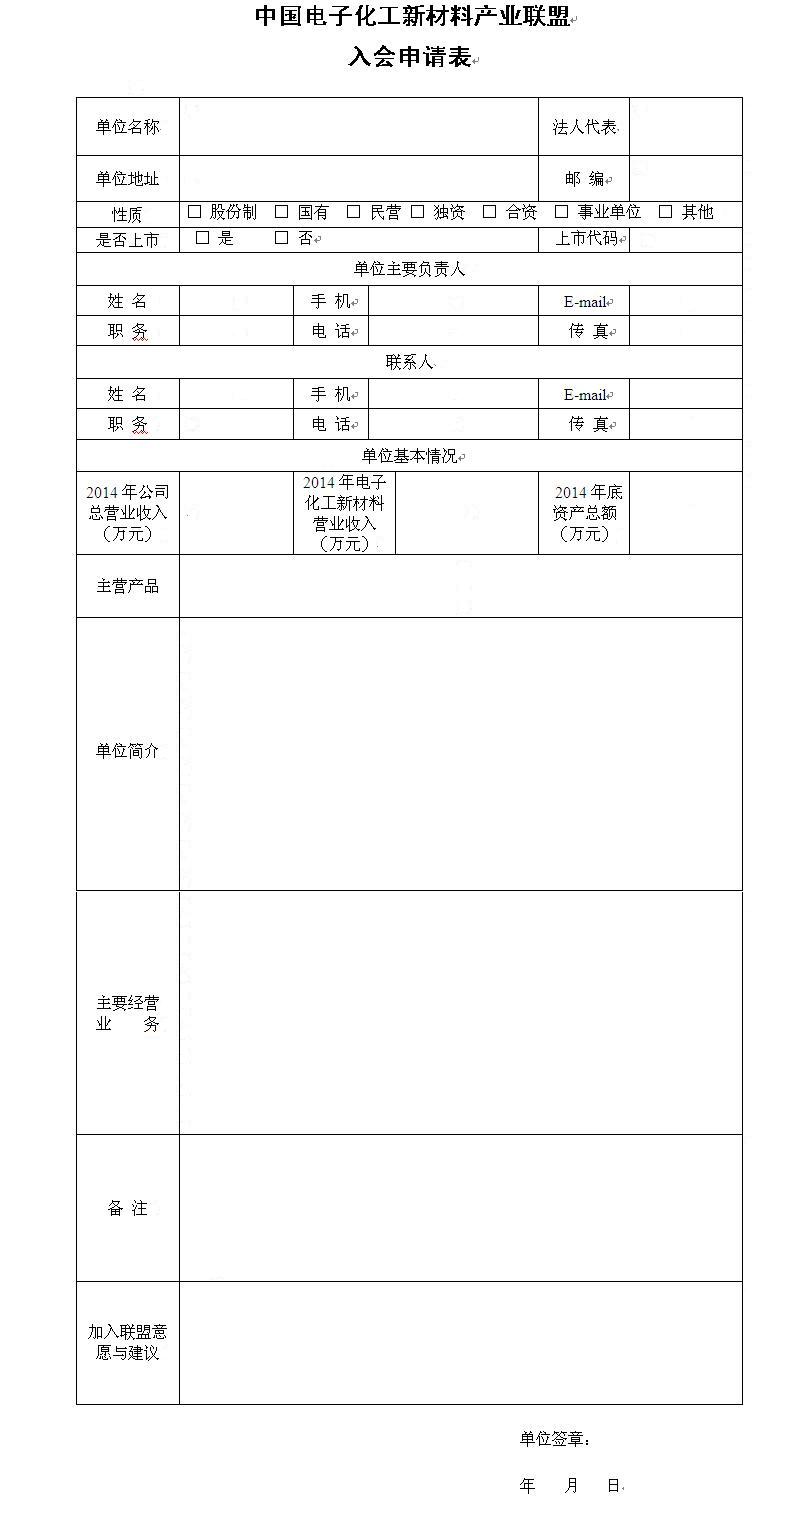 中国电子化工新材料产业联盟
入会申请表
单位名称 法人代表
单位地址 邮 编
性质 □ 股份制 □ 国有 □ 民营 □ 独资 □ 合资 □ 事业单位 □ 其他
是否上市 □ 是 □ 否 上市代码
单位主要负责人
姓 名 手 机 E-mail
职 务 电 话 传 真
联系人
姓 名 手 机 E-mail
职 务 电 话 传 真
单位基本情况
2014 年公司
总营业收入
（万元）
2014 年电子
化工新材料
营业收入
（万元）
2014 年底
资产总额
（万元）
主营产品
单位简介
主要经营
业 务
备 注
加入联盟意
愿与建议
单位签章：
年 月 日